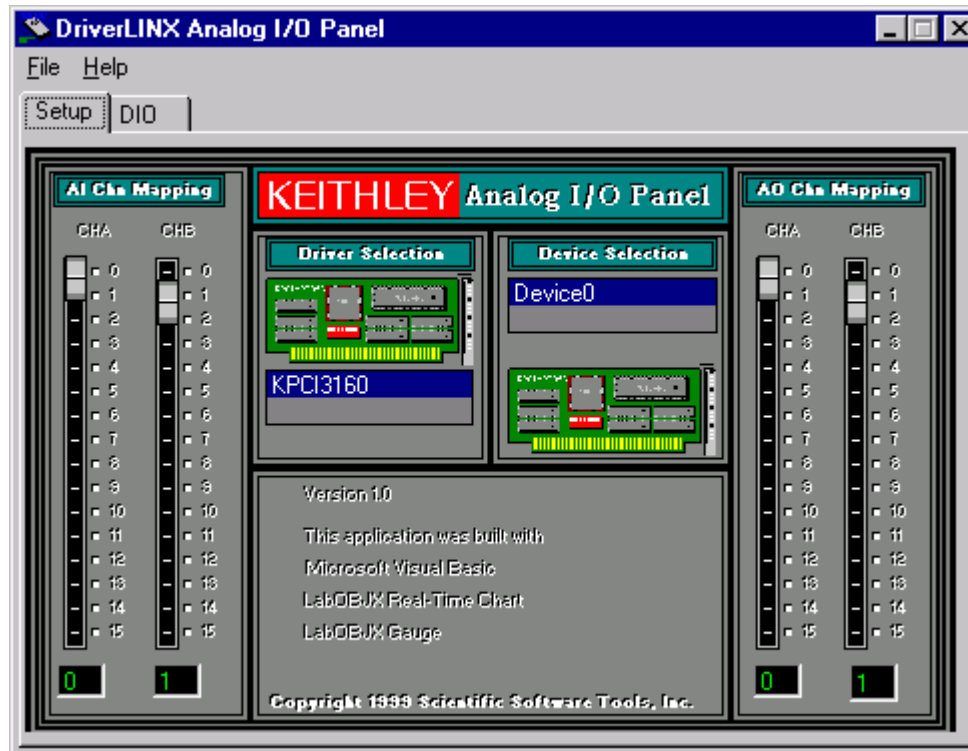 DriverLINX Analog I/O Panel
File Help
Setup DIO
AI Chn Mapping
CHA CHB
0 0
1 1
2 2
3 3
4 4
5 5
6 6
7 7
8 8
9 9
10 10
11 11
12 12
13 13
14 14
15 15
0 1
KEITHLEY Analog I/O Panel
Driver Selection
KPCI3160
Device Selection
Device0
Version 1.0
This application was built with
Microsoft Visual Basic
LabOBJX Real-Time Chart
LabOBJX Gauge
Copyright 1999 Scientific Software Tools, Inc.
AO Chn Mapping
CHA CHB
0 0
1 1
2 2
3 3
4 4
5 5
6 6
7 7
8 8
9 9
10 10
11 11
12 12
13 13
14 14
15 15
0 1